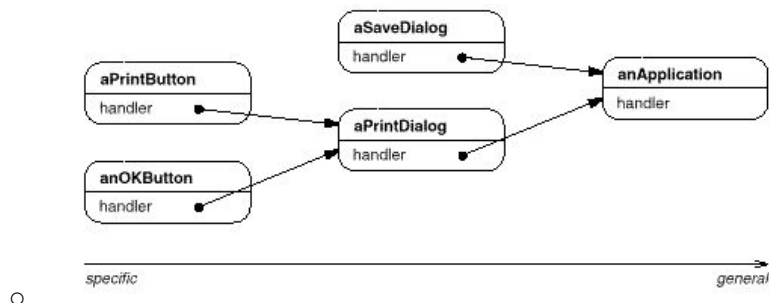 aSaveDialog
handler
aPrintButton
handler
anApplication
handler
aPrintDialog
handler
anOKButton
handler
specific
general